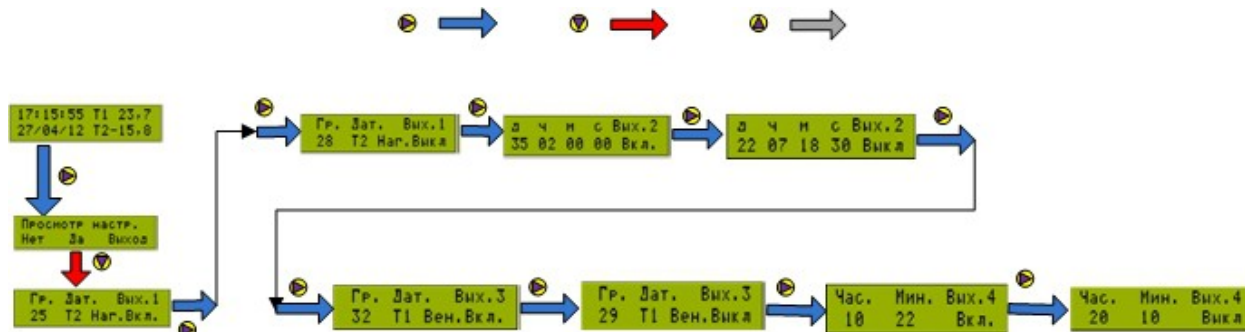 17:15:55 T1 23,7
27/04/12 T2-15,8
Просмотр настр.
Нет Да Выход
Гр. Дат. Вых.1
25 T2 Наг.Вкл.
Гр. Дат. Вых.1
28 T2 Наг.Выкл
д ч м с Вых.2
35 02 00 00 Вкл.
д ч м с Вых.2
22 07 18 30 Выкл
Гр. Дат. Вых.3
32 T1 Вен.Вкл.
Гр. Дат. Вых.3
29 T1 Вен.Выкл
Час. Мин. Вых.4
10 22 Вкл.
Час. Мин. Вых.4
20 10 Выкл